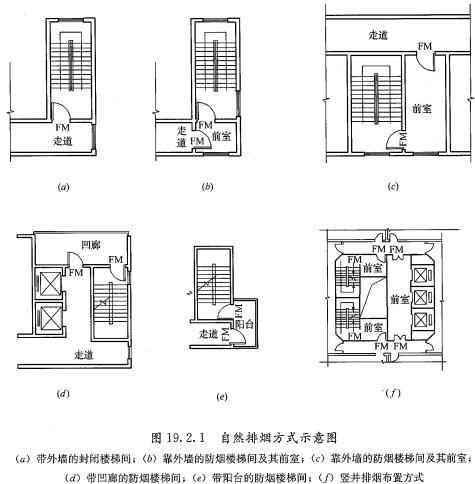 走道
FM
FM
走道
走道
FM
前室
FM
FM
前室
(a)
(b)
(c)
凹廊
FM
FM
走道
FM
阳台
走道
FM
FM
FM
FM
前室
前室
前室
FM
FM
(d)
(e)
(f)
图 19.2.1 自然排烟方式示意图
(a) 带外墙的封闭楼梯间；(b) 靠外墙的防烟楼梯间及其前室；(c) 靠外墙的防烟楼梯间及其前室；
(d) 带凹廊的防烟楼梯间；(e) 带阳台的防烟楼梯间；(f) 竖井排烟布置方式